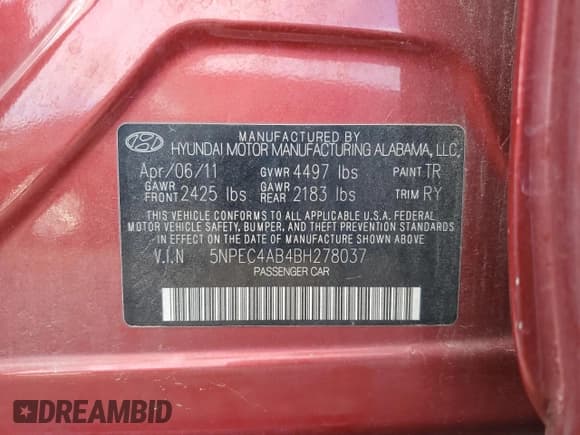 MANUFACTURED BY
HYUNDAI MOTOR MANUFACTURING ALABAMA, LLC.
Apr/06/11 GVWR 4497 lbs PAINT TR
GAWR FRONT 2425 lbs GAWR REAR 2183 lbs TRIM RY
THIS VEHICLE CONFORMS TO ALL APPLICABLE U.S.A. FEDERAL
MOTOR VEHICLE SAFETY, BUMPER, AND THEFT PREVENTION STANDARDS
IN EFFECT ON THE DATE OF MANUFACTURE SHOWN ABOVE.
V.I.N 5NPEC4AB4BH278037
PASSENGER CAR
DREAMBID